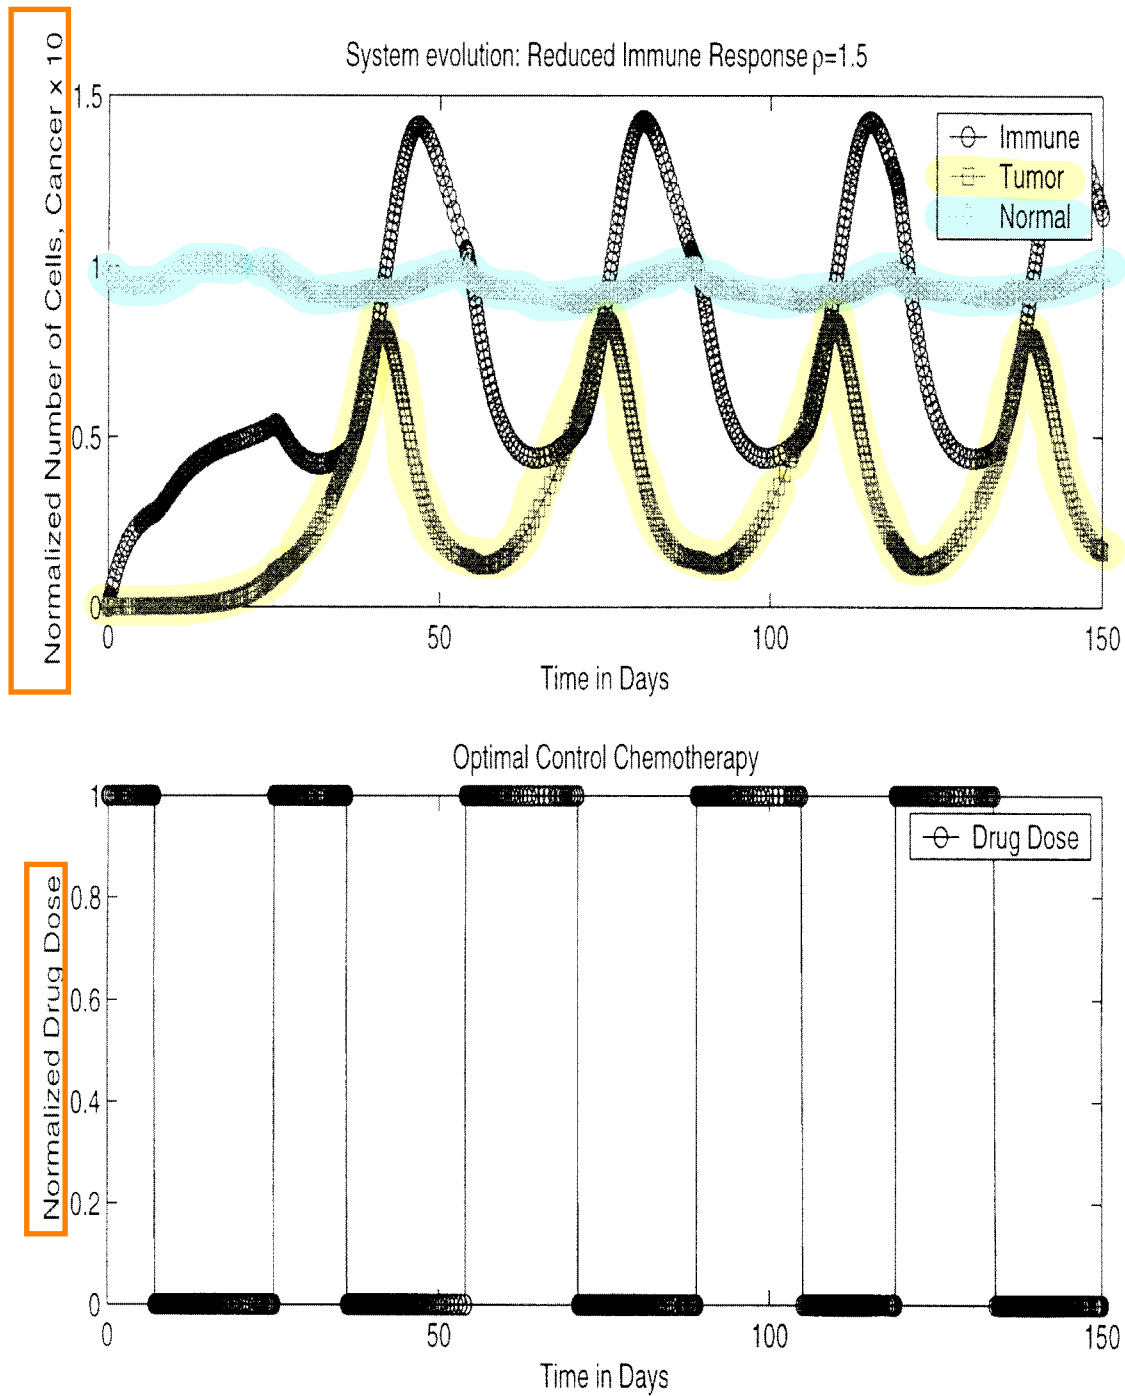 System evolution: Reduced Immune Response ρ=1.5
Normalized Number of Cells, Cancer x 10
1.5
1
0.5
0
0
50
100
150
Immune
Tumor
Normal
Time in Days
Optimal Control Chemotherapy
Normalized Drug Dose
1
0.8
0.6
0.4
0.2
0
0
50
100
150
Drug Dose
Time in Days